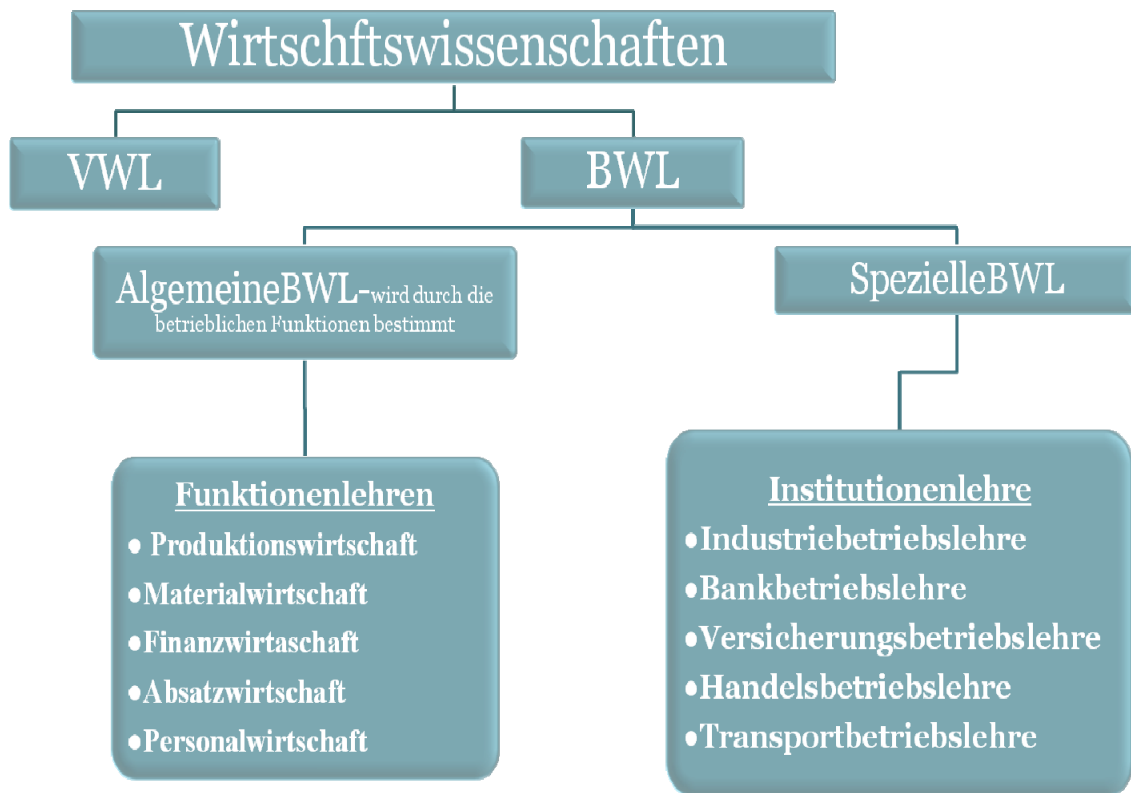 Wirtschftswissenschaften
VWL
BWL
AlgemeineBWL-wird durch die
betrieblichen Funktionen bestimmt
SpezielleBWL
Funktionenlehren
• Produktionswirtschaft
•Materialwirtschaft
•Finanzwirtaschaft
•Absatzwirtschaft
•Personalwirtschaft
Institutionenlehre
•Industriebetriebslehre
•Bankbetriebslehre
•Versicherungsbetriebslehre
•Handelsbetriebslehre
•Transportbetriebslehre